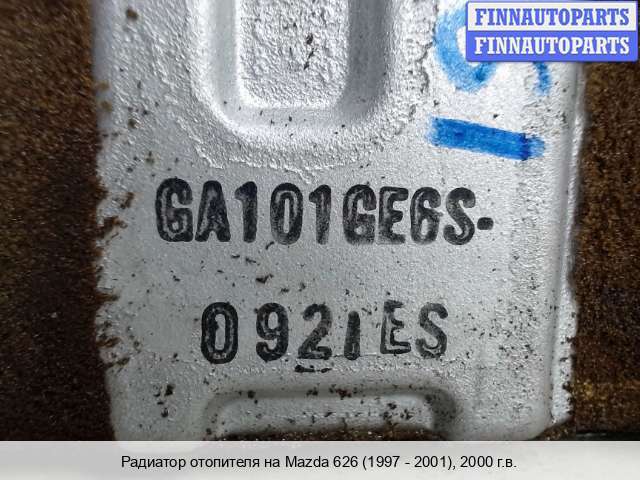 FINNAUTOPARTS
FINNAUTOPARTS
GA101GE6S-
0921ES
Радиатор отопителя на Mazda 626 (1997 - 2001), 2000 г.в.